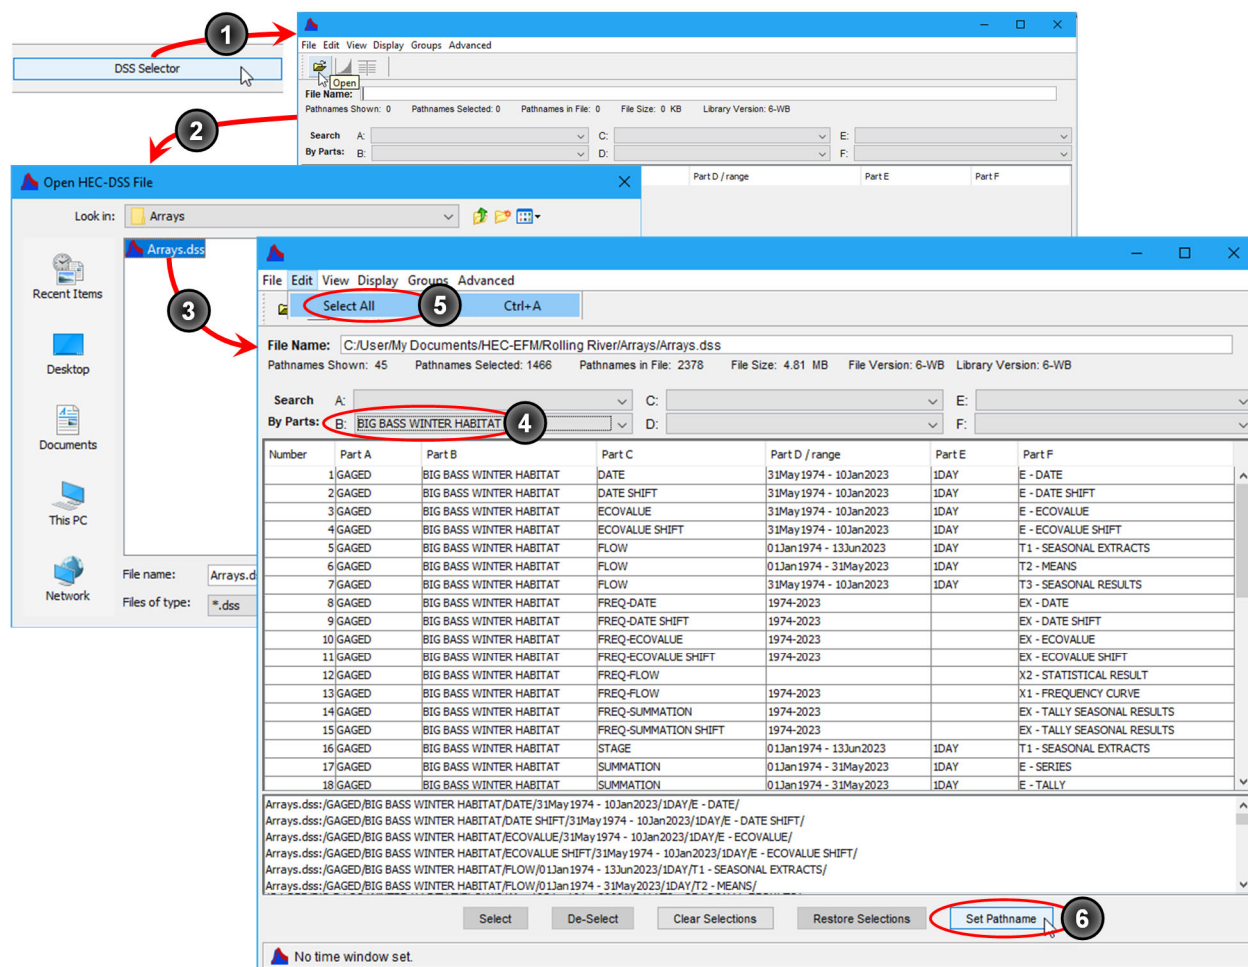 1
DSS Selector
File Edit View Display Groups Advanced
Open
File Name:
Pathnames Shown: 0 Pathnames Selected: 0 Pathnames in File: 0 File Size: 0 KB Library Version: 6-WB
Search A: C: E:
By Parts: B: D: F:
Part D / range Part E Part F
2
Open HEC-DSS File
Look in: Arrays
Arrays.dss
Recent Items
Desktop
Documents
This PC
Network
File name: Arrays.d
Files of type: *.dss
3
File Edit View Display Groups Advanced
Select All 5 Ctrl+A
File Name: C:/User/My Documents/HEC-EFM/Rolling River/Arrays/Arrays.dss
Pathnames Shown: 45 Pathnames Selected: 1466 Pathnames in File: 2378 File Size: 4.81 MB File Version: 6-WB Library Version: 6-WB
Search A: C: E:
By Parts: B: BIG BASS WINTER HABITAT 4 D: F:
Number Part A Part B Part C Part D / range Part E Part F
1 GAGED BIG BASS WINTER HABITAT DATE 31May1974 - 10Jan2023 1DAY E - DATE
2 GAGED BIG BASS WINTER HABITAT DATE SHIFT 31May1974 - 10Jan2023 1DAY E - DATE SHIFT
3 GAGED BIG BASS WINTER HABITAT ECOVALUE 31May1974 - 10Jan2023 1DAY E - ECOVALUE
4 GAGED BIG BASS WINTER HABITAT ECOVALUE SHIFT 31May1974 - 10Jan2023 1DAY E - ECOVALUE SHIFT
5 GAGED BIG BASS WINTER HABITAT FLOW 01Jan1974 - 13Jun2023 1DAY T1 - SEASONAL EXTRACTS
6 GAGED BIG BASS WINTER HABITAT FLOW 01Jan1974 - 31May2023 1DAY T2 - MEANS
7 GAGED BIG BASS WINTER HABITAT FLOW 31May1974 - 10Jan2023 1DAY T3 - SEASONAL RESULTS
8 GAGED BIG BASS WINTER HABITAT FREQ-DATE 1974-2023 EX - DATE
9 GAGED BIG BASS WINTER HABITAT FREQ-DATE SHIFT 1974-2023 EX - DATE SHIFT
10 GAGED BIG BASS WINTER HABITAT FREQ-ECOVALUE 1974-2023 EX - ECOVALUE
11 GAGED BIG BASS WINTER HABITAT FREQ-ECOVALUE SHIFT 1974-2023 EX - ECOVALUE SHIFT
12 GAGED BIG BASS WINTER HABITAT FREQ-FLOW X2 - STATISTICAL RESULT
13 GAGED BIG BASS WINTER HABITAT FREQ-FLOW 1974-2023 X1 - FREQUENCY CURVE
14 GAGED BIG BASS WINTER HABITAT FREQ-SUMMATION 1974-2023 EX - TALLY SEASONAL RESULTS
15 GAGED BIG BASS WINTER HABITAT FREQ-SUMMATION SHIFT 1974-2023 EX - TALLY SEASONAL RESULTS
16 GAGED BIG BASS WINTER HABITAT STAGE 01Jan1974 - 13Jun2023 1DAY T1 - SEASONAL EXTRACTS
17 GAGED BIG BASS WINTER HABITAT SUMMATION 01Jan1974 - 31May2023 1DAY E - SERIES
18 GAGED BIG BASS WINTER HABITAT SUMMATION 01Jan1974 - 31May2023 1DAY E - TALLY
Arrays.dss:/GAGED/BIG BASS WINTER HABITAT/DATE/31May1974 - 10Jan2023/1DAY/E - DATE/
Arrays.dss:/GAGED/BIG BASS WINTER HABITAT/DATE SHIFT/31May1974 - 10Jan2023/1DAY/E - DATE SHIFT/
Arrays.dss:/GAGED/BIG BASS WINTER HABITAT/ECOVALUE/31May1974 - 10Jan2023/1DAY/E - ECOVALUE/
Arrays.dss:/GAGED/BIG BASS WINTER HABITAT/ECOVALUE SHIFT/31May1974 - 10Jan2023/1DAY/E - ECOVALUE SHIFT/
Arrays.dss:/GAGED/BIG BASS WINTER HABITAT/FLOW/01Jan1974 - 13Jun2023/1DAY/T1 - SEASONAL EXTRACTS/
Arrays.dss:/GAGED/BIG BASS WINTER HABITAT/FLOW/01Jan1974 - 31May2023/1DAY/T2 - MEANS/
Select De-Select Clear Selections Restore Selections Set Pathname 6
No time window set.